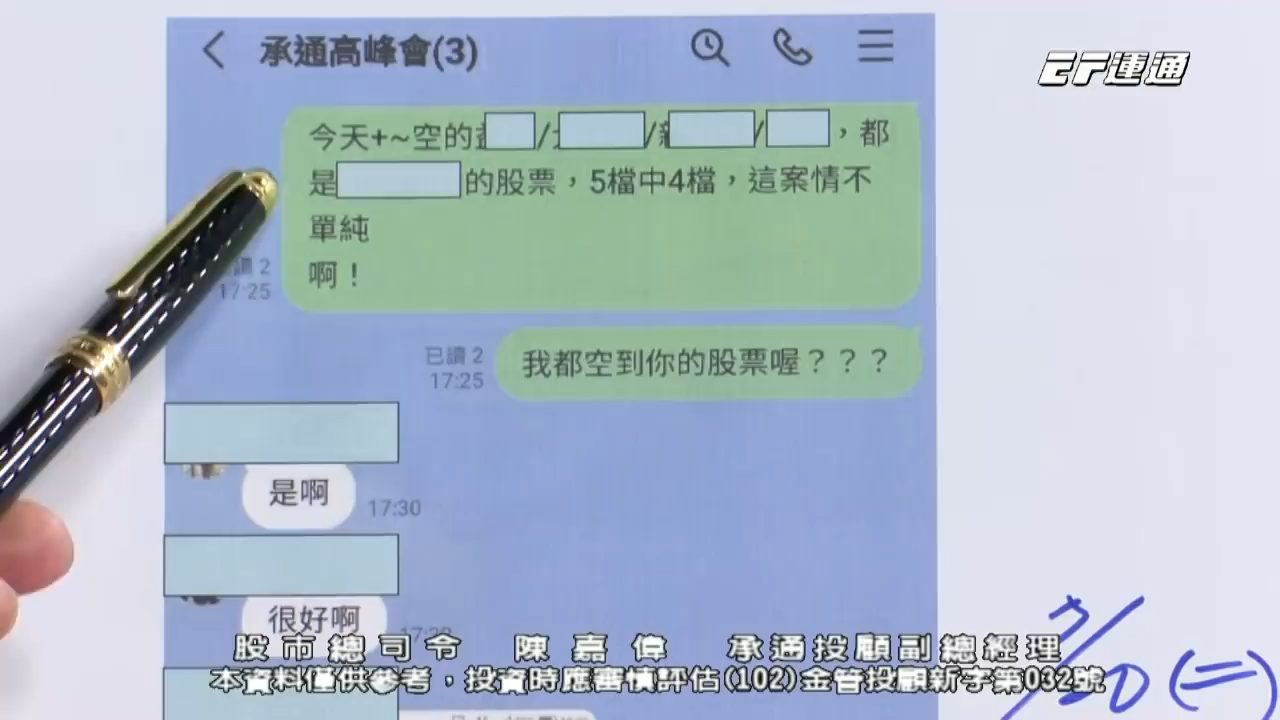 承通高峰會(3)
EF運通
今天+~空的 / / / ，都
是 的股票，5檔中4檔，這案情不
單純
啊！
讀 2
17:25
已讀 2
17:25
我都空到你的股票喔？？？
是啊
17:30
很好啊
股市總司令 陳嘉偉 承通投顧副總經理
本資料僅供參考，投資時應審慎評估(102)金管投顧新字第032號
(二)